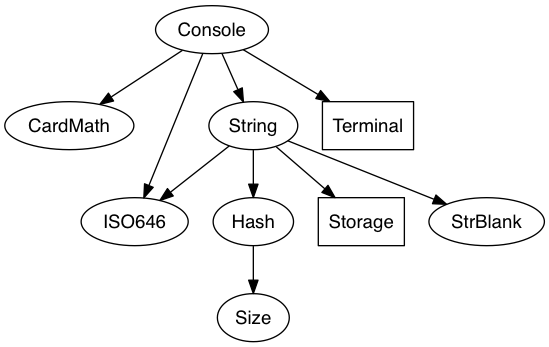 Console
CardMath
String
Terminal
ISO646
Hash
Storage
StrBlank
Size